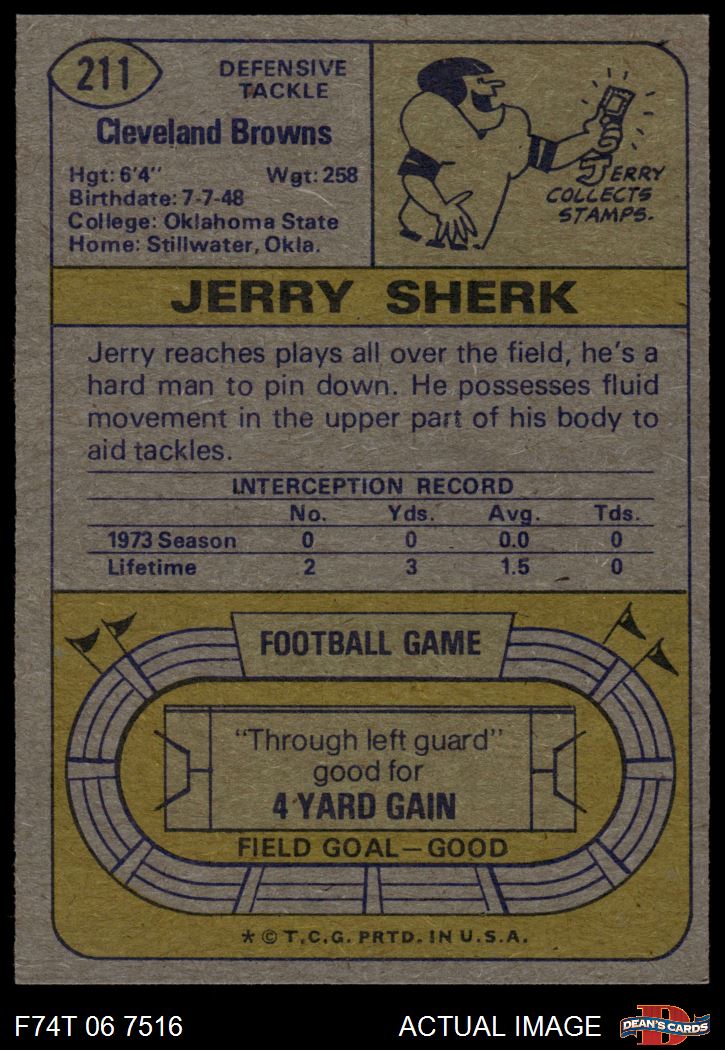 211
DEFENSIVE
TACKLE
Cleveland Browns
Hgt: 6'4" Wgt: 258
Birthdate: 7-7-48
College: Oklahoma State
Home: Stillwater, Okla.
JERRY
COLLECTS
STAMPS.
JERRY SHERK
Jerry reaches plays all over the field, he's a
hard man to pin down. He possesses fluid
movement in the upper part of his body to
aid tackles.
INTERCEPTION RECORD
No. Yds. Avg. Tds.
1973 Season 0 0 0.0 0
Lifetime 2 3 1.5 0
FOOTBALL GAME
"Through left guard"
good for
4 YARD GAIN
FIELD GOAL—GOOD
* © T.C.G. PRTD. IN U.S.A.
F74T 06 7516 ACTUAL IMAGE
D
DEAN'S CARDS